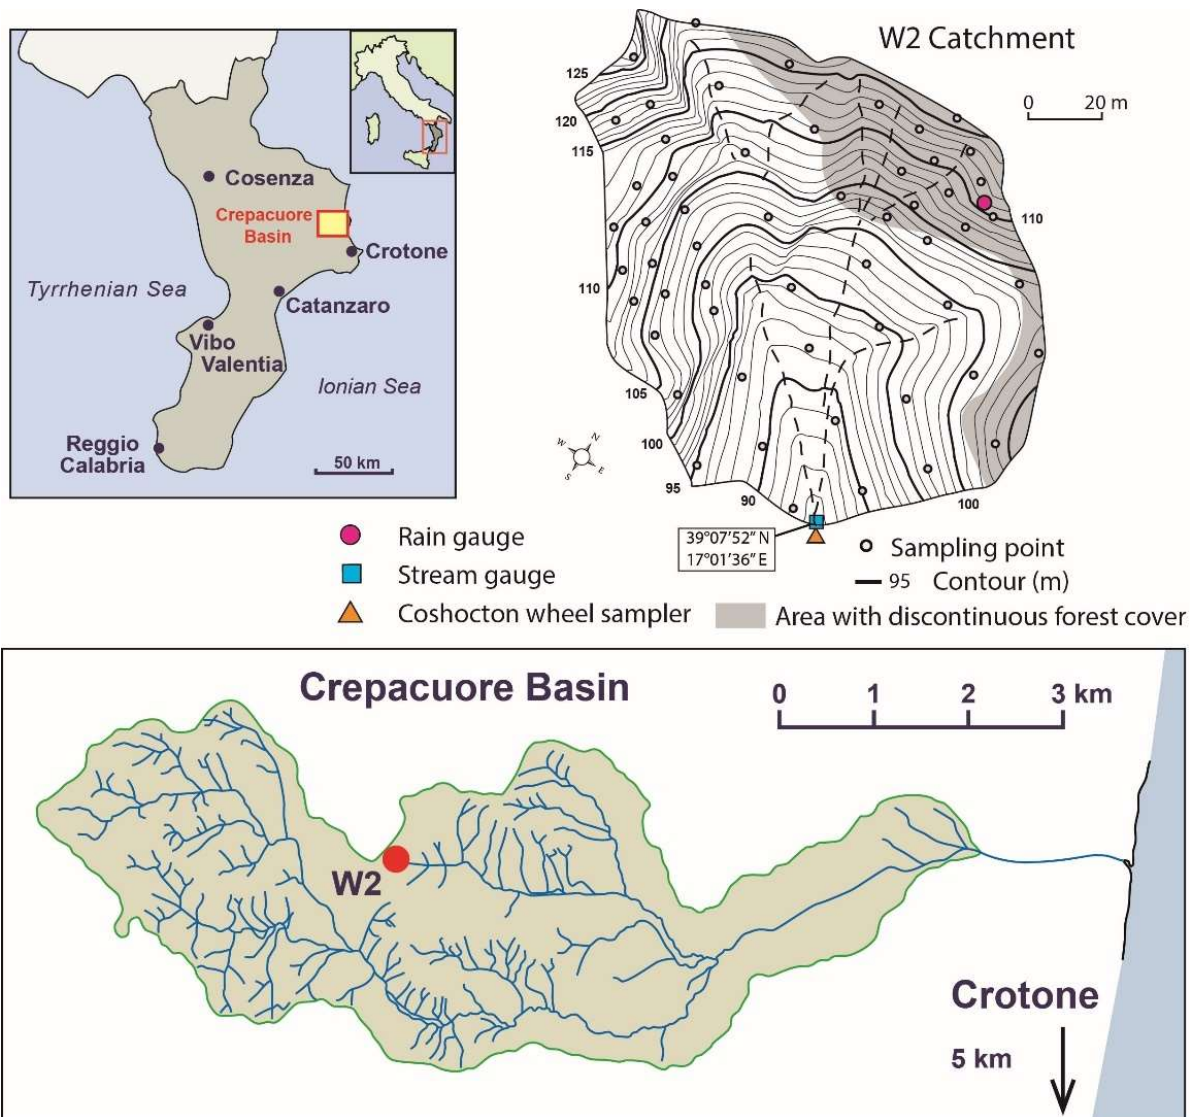 Cosenza
Crepacuore
Basin
Crotone
Tyrrhenian Sea
Catanzaro
Vibo
Valentia
Ionian Sea
Reggio
Calabria
50 km
W2 Catchment
0 20 m
125
120
115
110
110
105
100
95
90
100
W
N
S
E
39°07'52" N
17°01'36" E
Rain gauge
Stream gauge
Coshocton wheel sampler
Sampling point
95 Contour (m)
Area with discontinuous forest cover
Crepacuore Basin
0 1 2 3 km
W2
Crotone
5 km